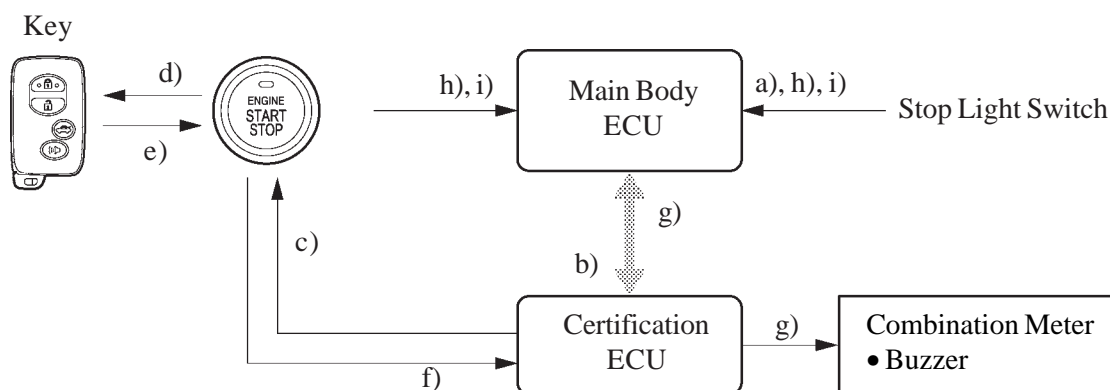 Key
d)
e)
ENGINE
START
STOP
h), i)
Main Body
ECU
a), h), i)
Stop Light Switch
c)
g)
b)
f)
Certification
ECU
g)
Combination Meter
• Buzzer